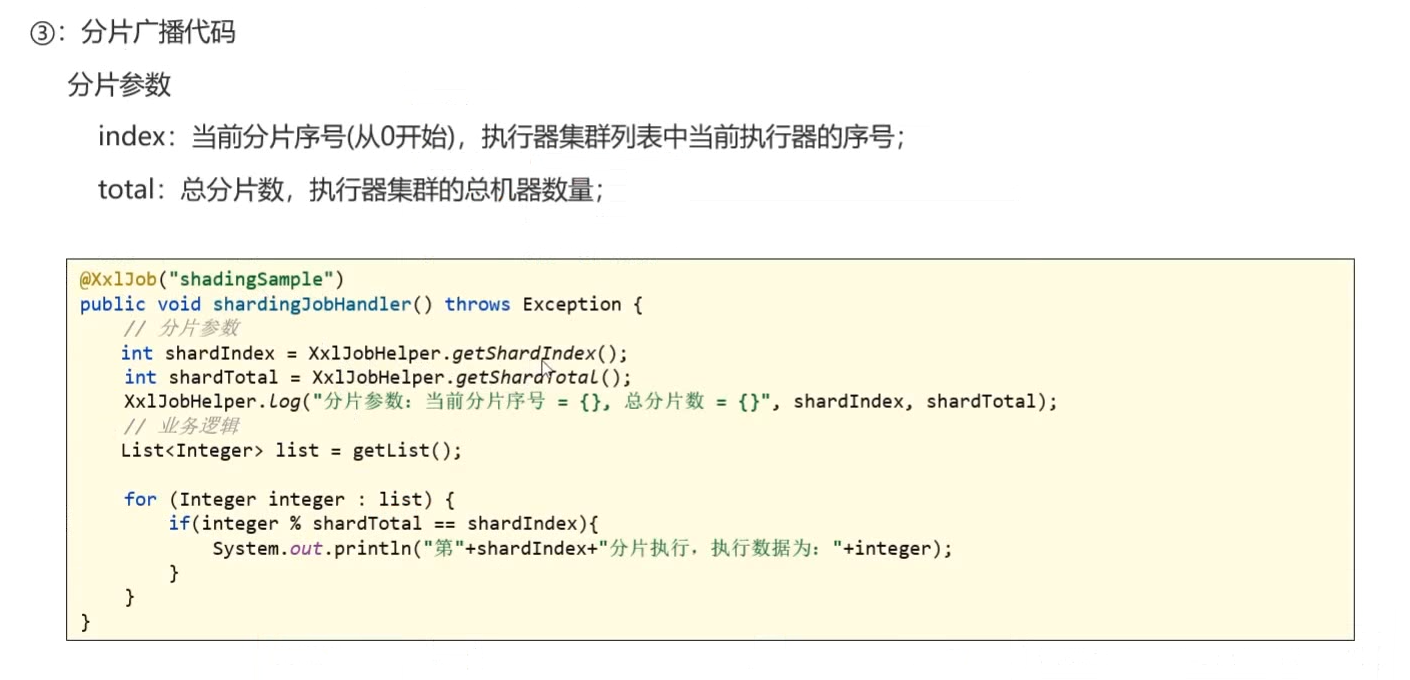 ③：分片广播代码
分片参数
index：当前分片序号(从0开始)，执行器集群列表中当前执行器的序号；
total：总分片数，执行器集群的总机器数量；
@XxlJob("shadingSample")
public void shardingJobHandler() throws Exception {
// 分片参数
int shardIndex = XxlJobHelper.getShardIndex();
int shardTotal = XxlJobHelper.getShardTotal();
XxlJobHelper.log("分片参数：当前分片序号 = {}, 总分片数 = {}", shardIndex, shardTotal);
// 业务逻辑
List<Integer> list = getList();
for (Integer integer : list) {
if(integer % shardTotal == shardIndex){
System.out.println("第"+shardIndex+"分片执行，执行数据为："+integer);
}
}
}